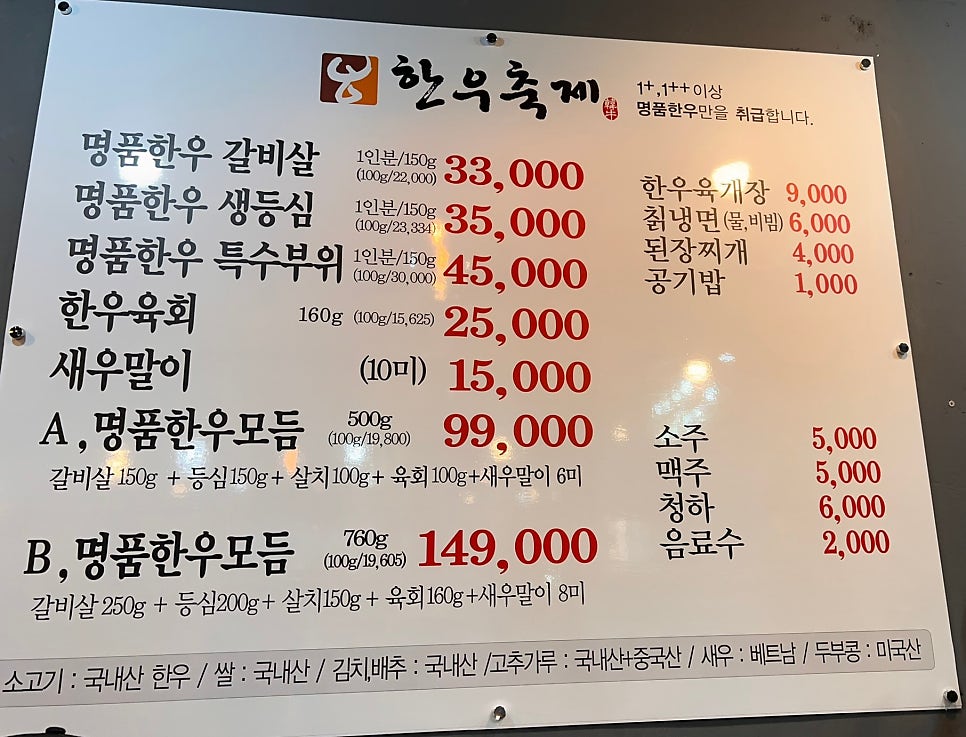 한우축제
1+,1++ 이상
명품한우만을 취급합니다.
명품한우 갈비살 1인분/150g (100g/22,000) 33,000
명품한우 생등심 1인분/150g (100g/23,334) 35,000
명품한우 특수부위 1인분/150g (100g/30,000) 45,000
한우육회 160g (100g/15,625) 25,000
새우말이 (10미) 15,000
A , 명품한우모듬 500g (100g/19,800) 99,000
갈비살 150g + 등심150g+ 살치100g+ 육회100g+새우말이 6미
B , 명품한우모듬 760g (100g/19,605) 149,000
갈비살 250g + 등심200g+ 살치150g + 육회160g+새우말이 8미
한우육개장 9,000
칡냉면(물,비빔) 6,000
된장찌개 4,000
공기밥 1,000
소주 5,000
맥주 5,000
청하 6,000
음료수 2,000
소고기 : 국내산 한우 / 쌀 : 국내산 / 김치,배추 : 국내산 /고추가루 : 국내산+중국산 / 새우 : 베트남 / 두부콩 : 미국산